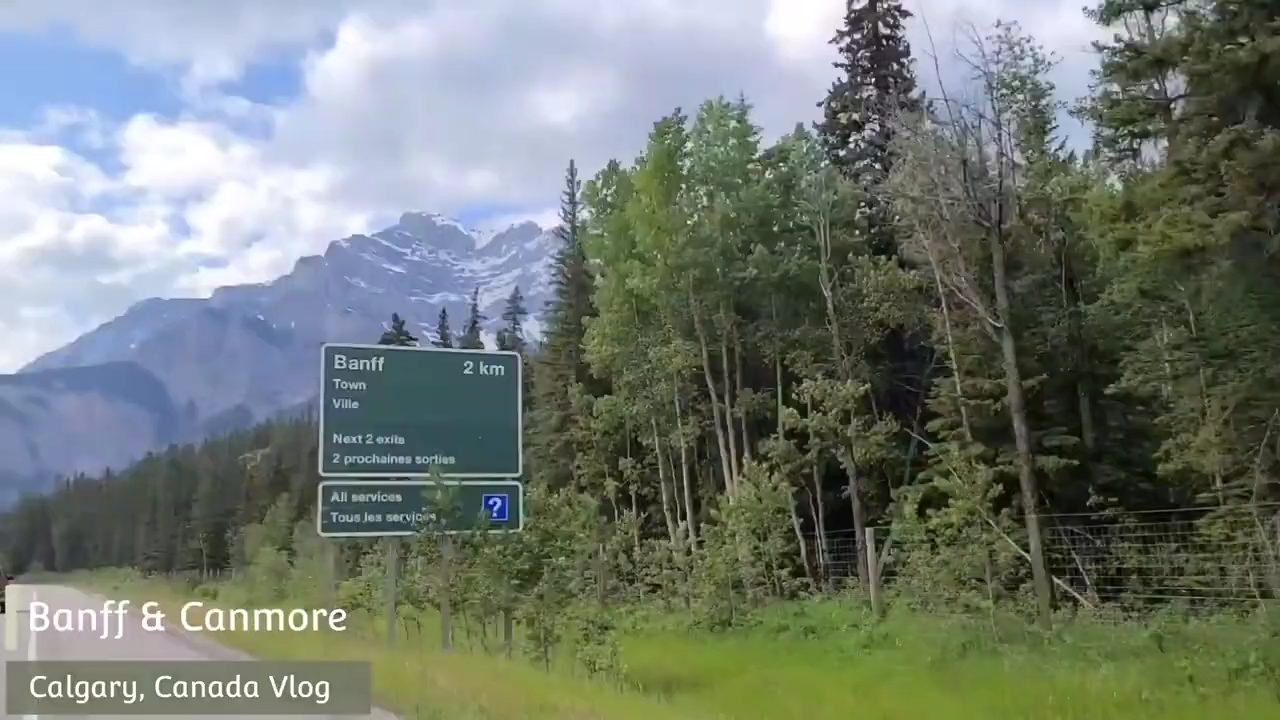 Banff 2 km
Town
Ville
Next 2 exits
2 prochaines sorties
All services ?
Tous les services
Banff & Canmore
Calgary, Canada Vlog